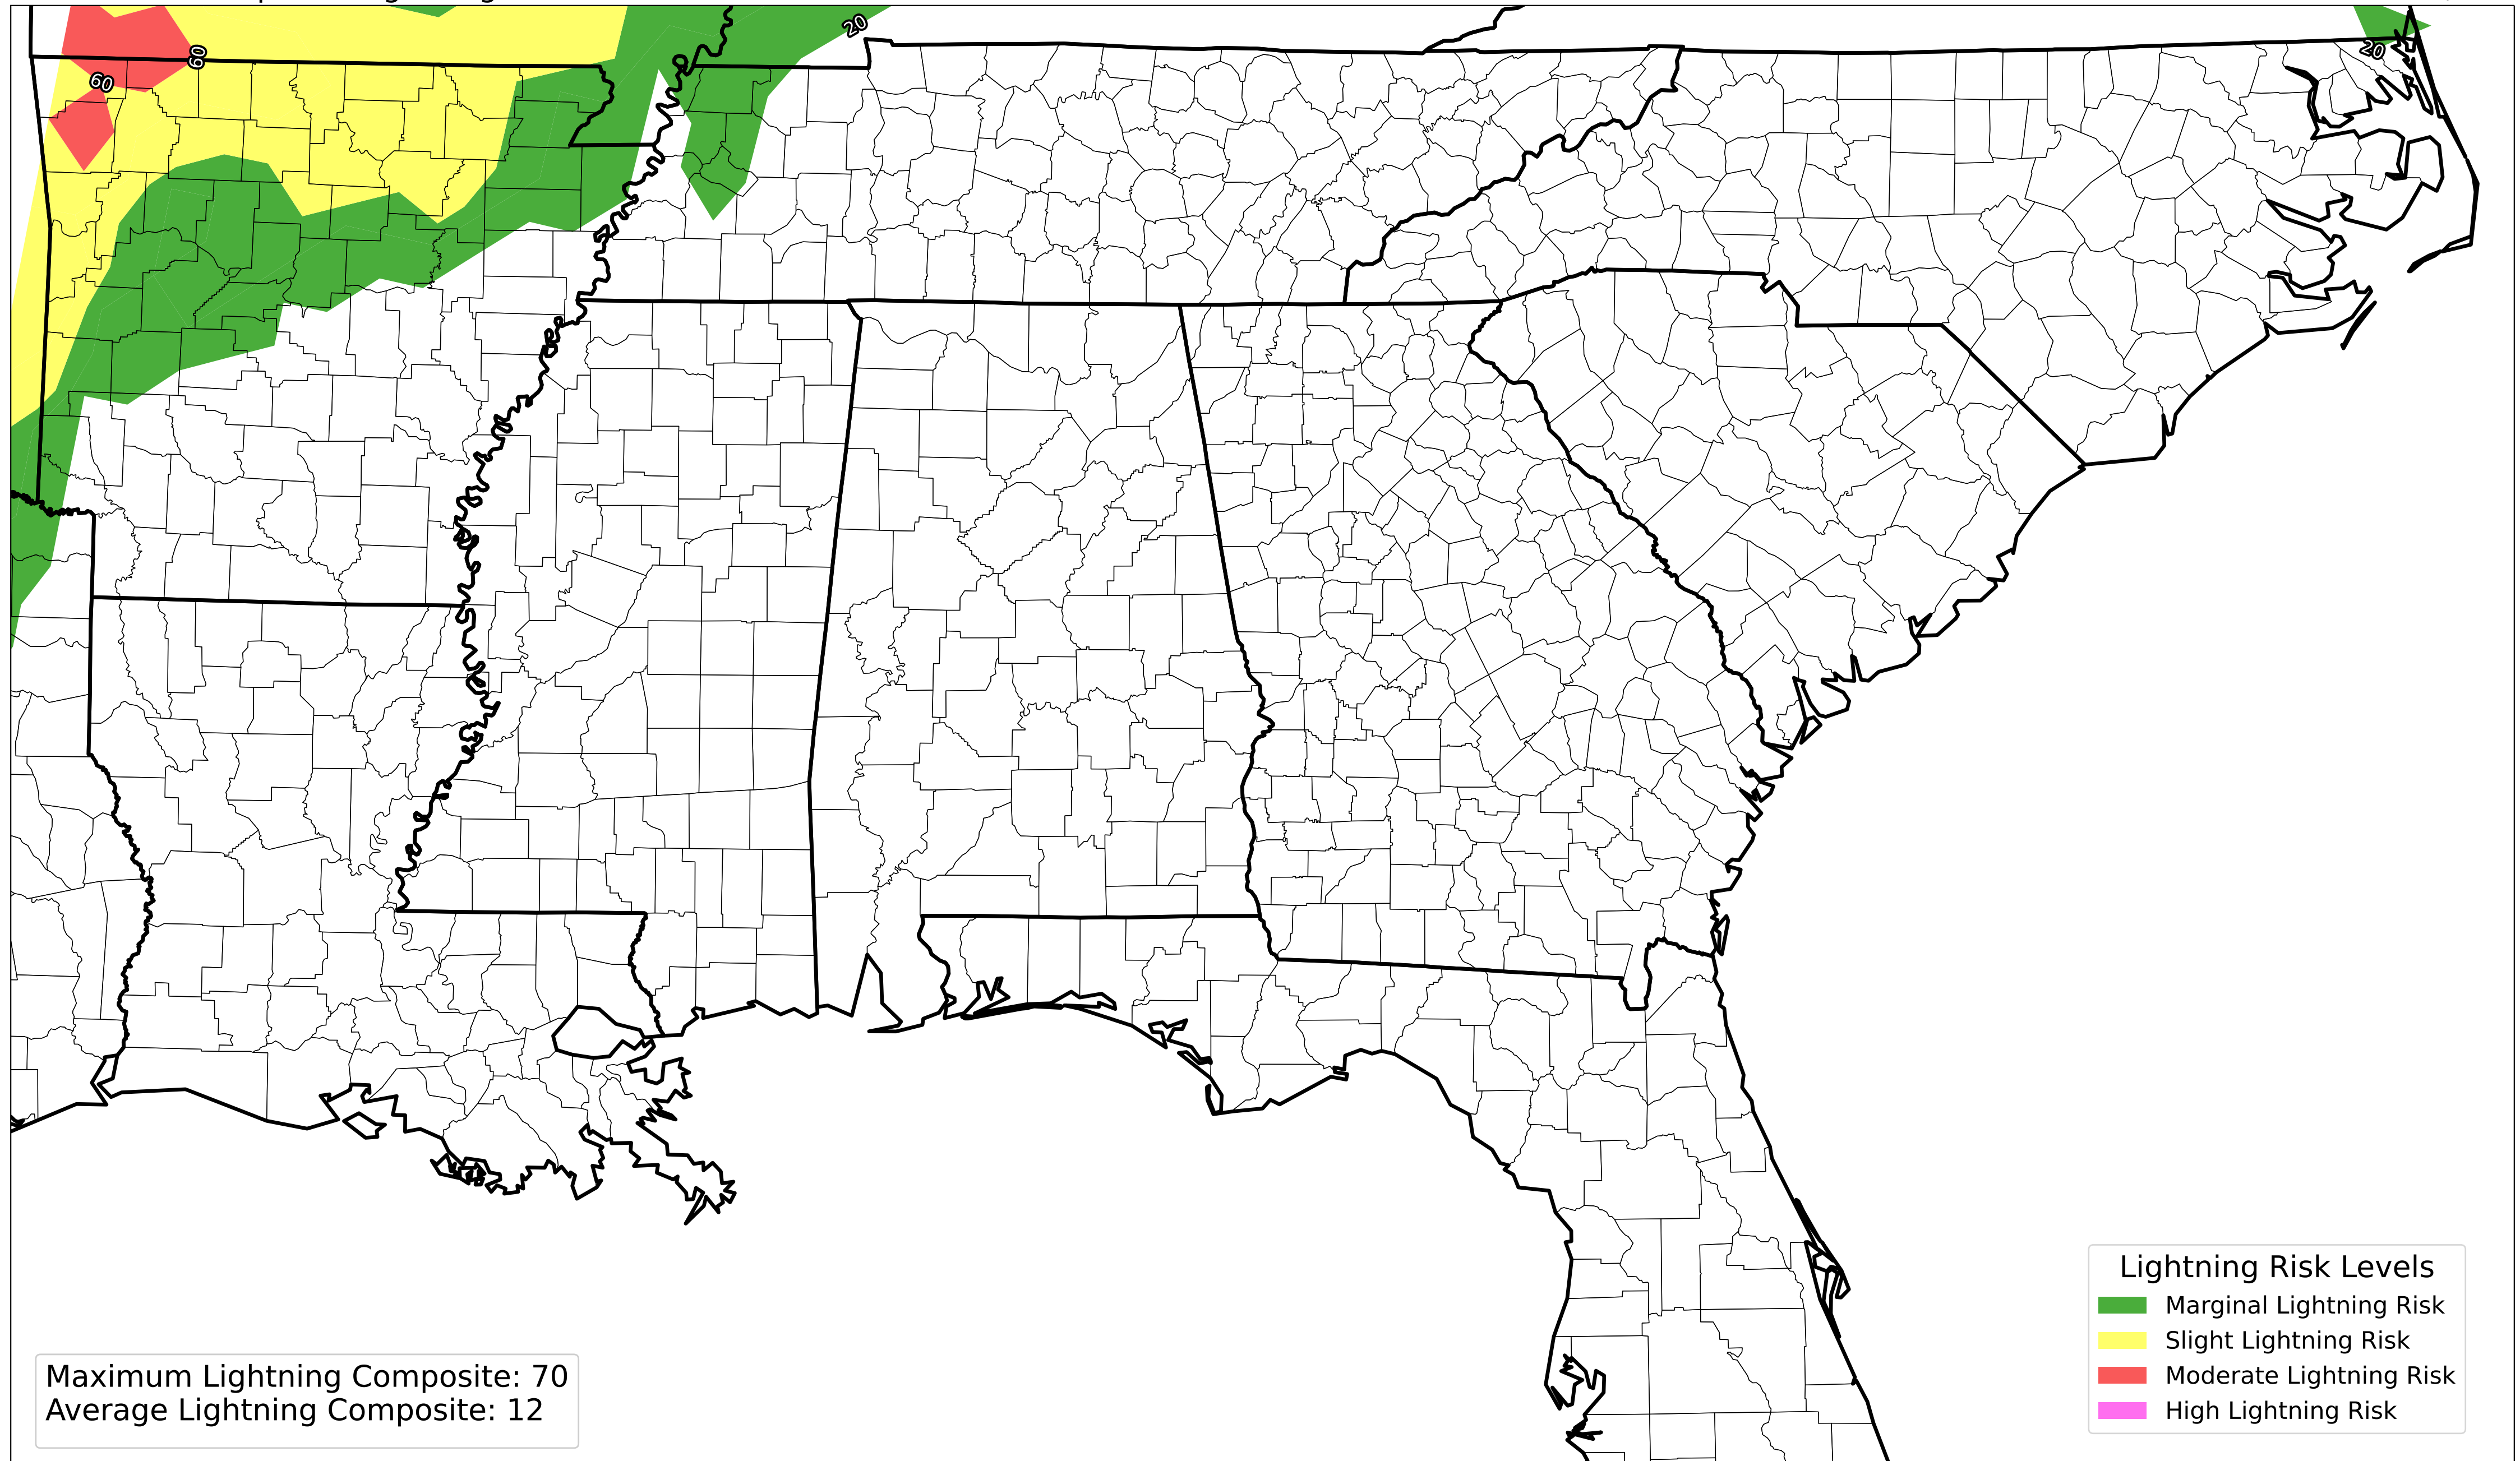 20
60
60
20
Lightning Risk Levels
Marginal Lightning Risk
Slight Lightning Risk
Moderate Lightning Risk
High Lightning Risk
Maximum Lightning Composite: 70
Average Lightning Composite: 12